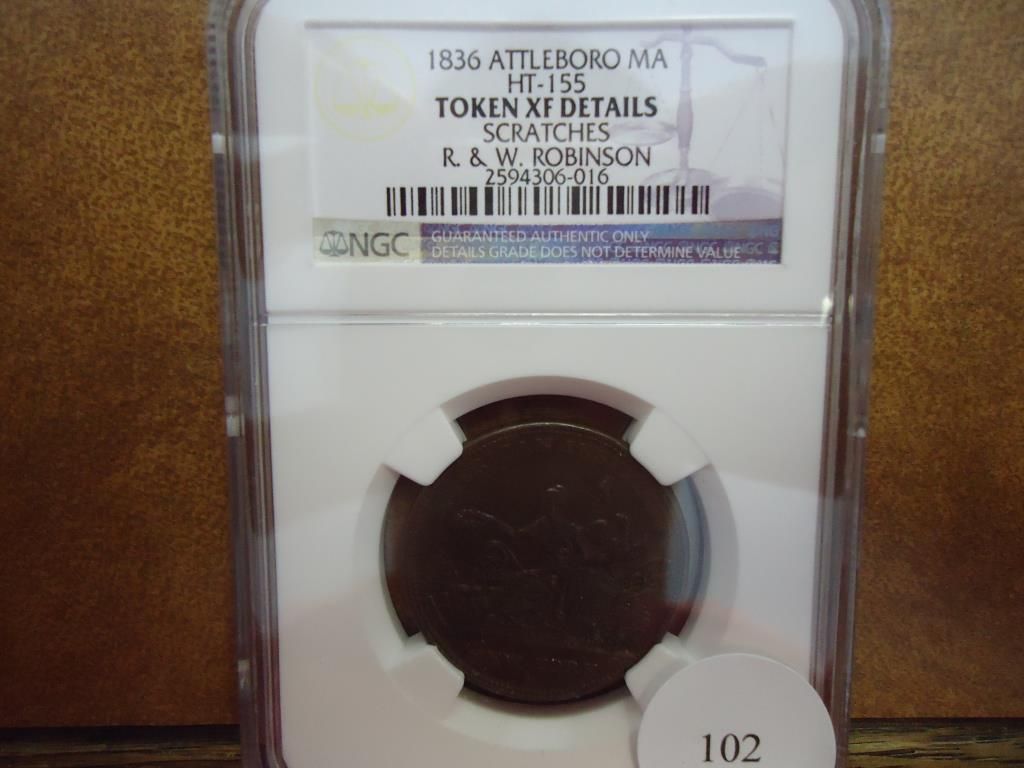 1836 ATTLEBORO MA
HT-155
TOKEN XF DETAILS
SCRATCHES
R. & W. ROBINSON
2594306-016
NGC
GUARANTEED AUTHENTIC ONLY
DETAILS GRADE DOES NOT DETERMINE VALUE
102